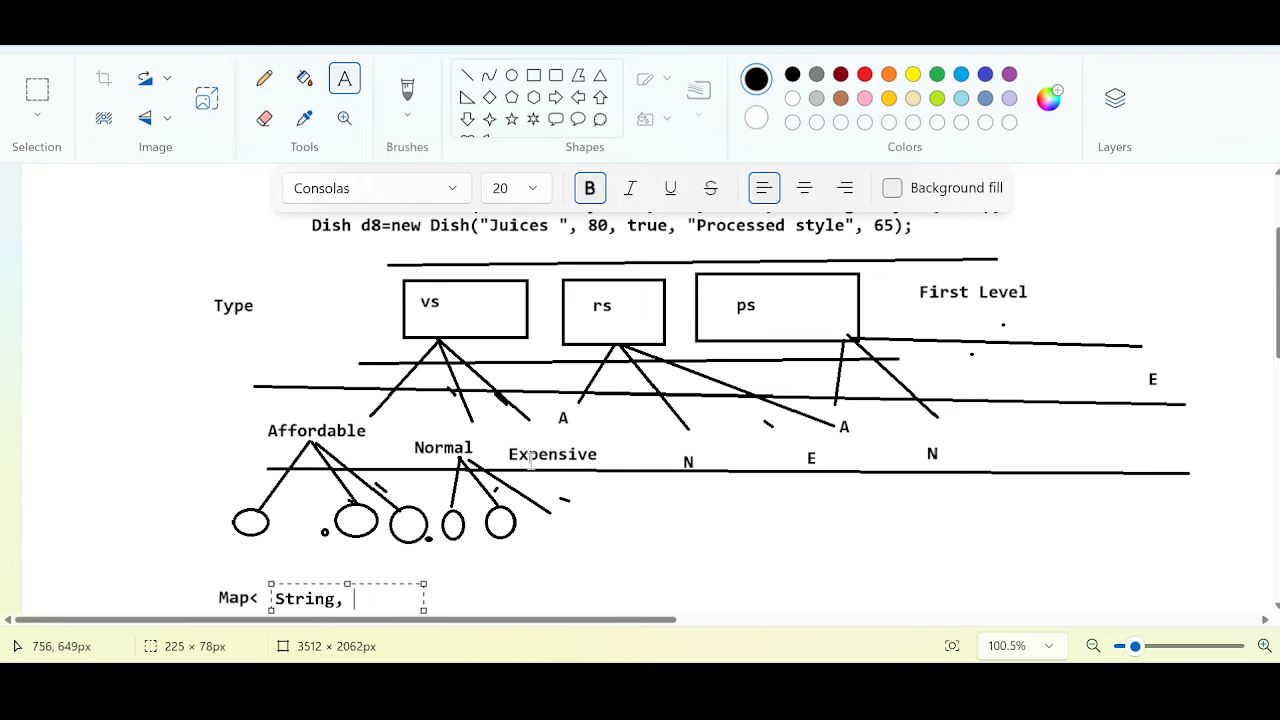 A
Selection
Image
Tools
Brushes
Shapes
Colors
Layers
Consolas
20
B I U S
Background fill
Dish d8=new Dish("Juices ", 80, true, "Processed style", 65);
Type
vs
rs
ps
First Level
E
Affordable
Normal
Expensive
A
N
E
A
N
Map<
String,
756, 649px
225 × 78px
3512 × 2062px
100.5%